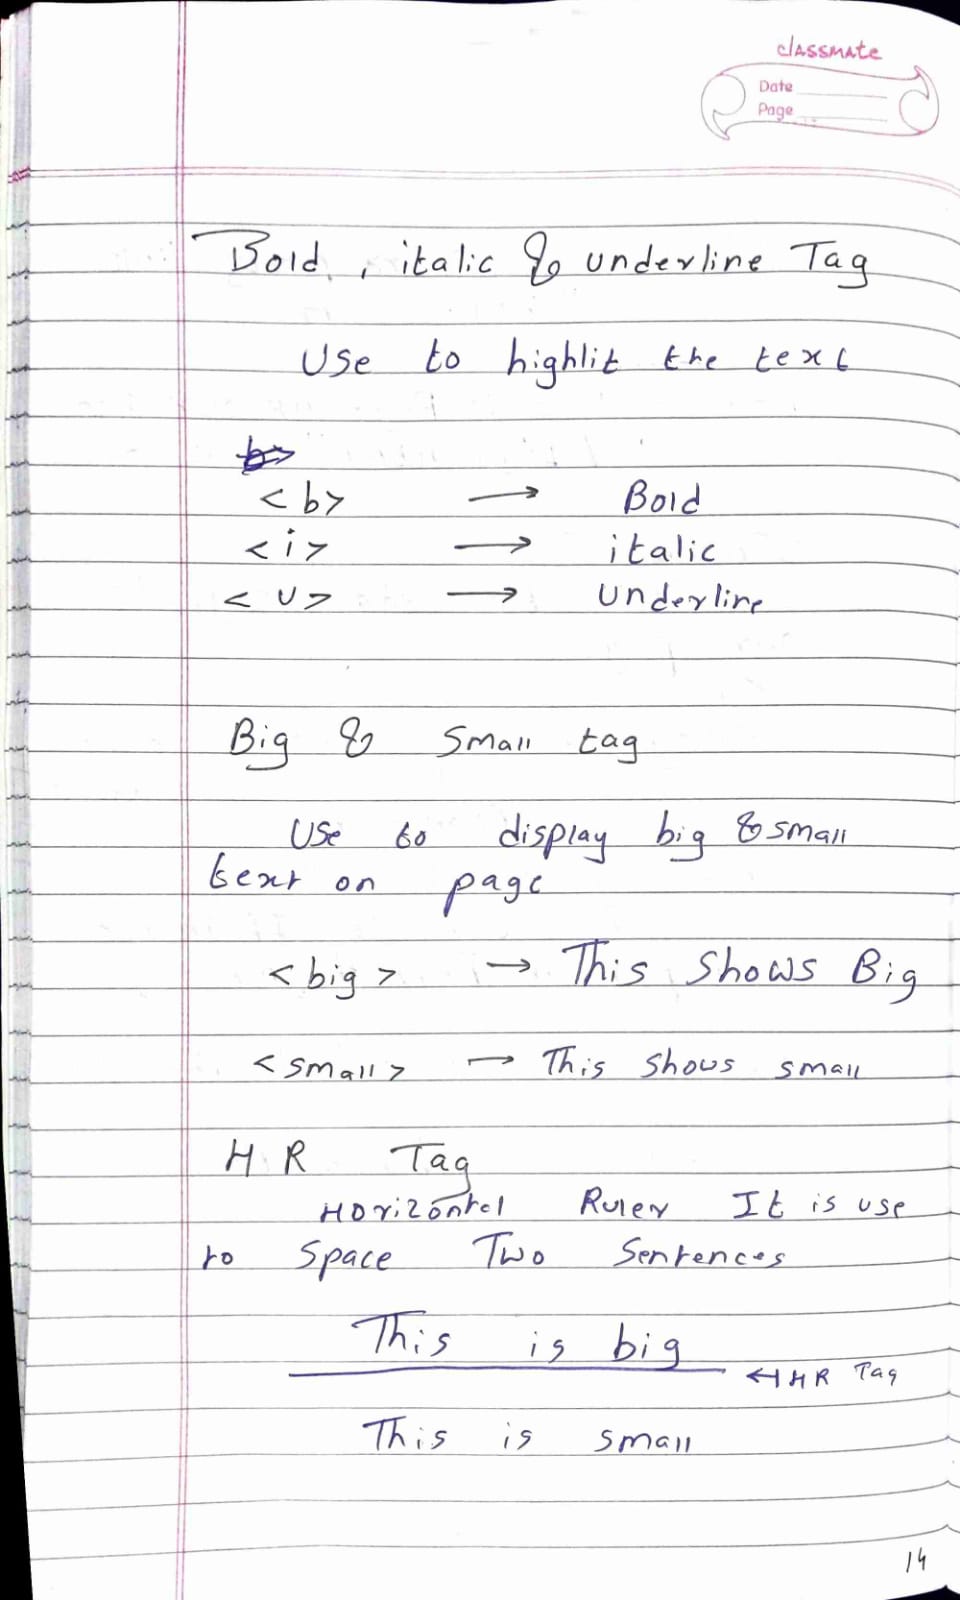 classmate
Date
Page
Bold, italic & underline Tag
Use to highlit the text
<b> → Bold
<i> → italic
<u> → Underline
Big & Small tag
Use to display big & small
text on page
<big> → This Shows Big
<small> → This shows small
HR Tag
Horizontel Ruler It is use
to Space Two Sentences
This is big
← HR Tag
This is small
14